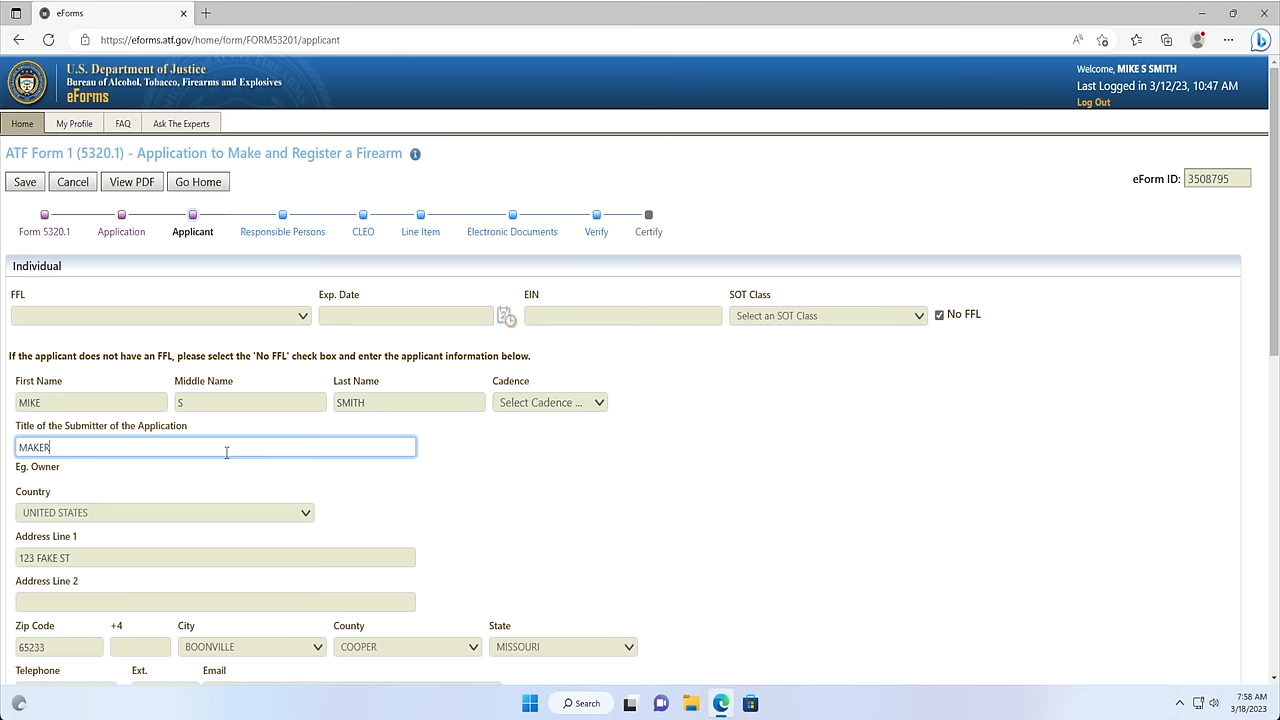 eForms
https://eforms.atf.gov/home/form/FORM53201/applicant
U.S. Department of Justice
Bureau of Alcohol, Tobacco, Firearms and Explosives
eForms
Welcome, MIKE S SMITH
Last Logged in 3/12/23, 10:47 AM
Log Out
Home My Profile FAQ Ask The Experts
ATF Form 1 (5320.1) - Application to Make and Register a Firearm
Save Cancel View PDF Go Home
eForm ID: 3508795
Form 5320.1 Application Applicant Responsible Persons CLEO Line Item Electronic Documents Verify Certify
Individual
FFL Exp. Date EIN SOT Class
Select an SOT Class No FFL
If the applicant does not have an FFL, please select the 'No FFL' check box and enter the applicant information below.
First Name Middle Name Last Name Cadence
MIKE S SMITH Select Cadence ...
Title of the Submitter of the Application
MAKER
Eg. Owner
Country
UNITED STATES
Address Line 1
123 FAKE ST
Address Line 2
Zip Code +4 City County State
65233 BOONVILLE COOPER MISSOURI
Telephone Ext. Email
Search
7:58 AM
3/18/2023